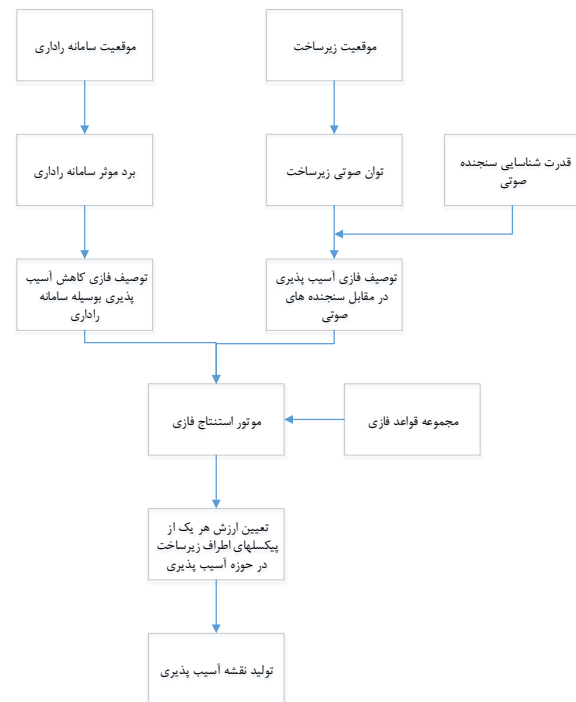 موقعیت زیرساخت
موقعیت سامانه راداری
قدرت شناسایی سنجنده
صوتی
توان صوتی زیرساخت
برد موثر سامانه راداری
توصیف فازی آسیب پذیری
در مقابل سنجنده های
صوتی
توصیف فازی کاهش آسیب
پذیری بوسیله سامانه
راداری
مجموعه قواعد فازی
موتور استنتاج فازی
تعیین ارزش هر یک از
پیکسلهای اطراف زیرساخت
در حوزه آسیب پذیری
تولید نقشه آسیب پذیری